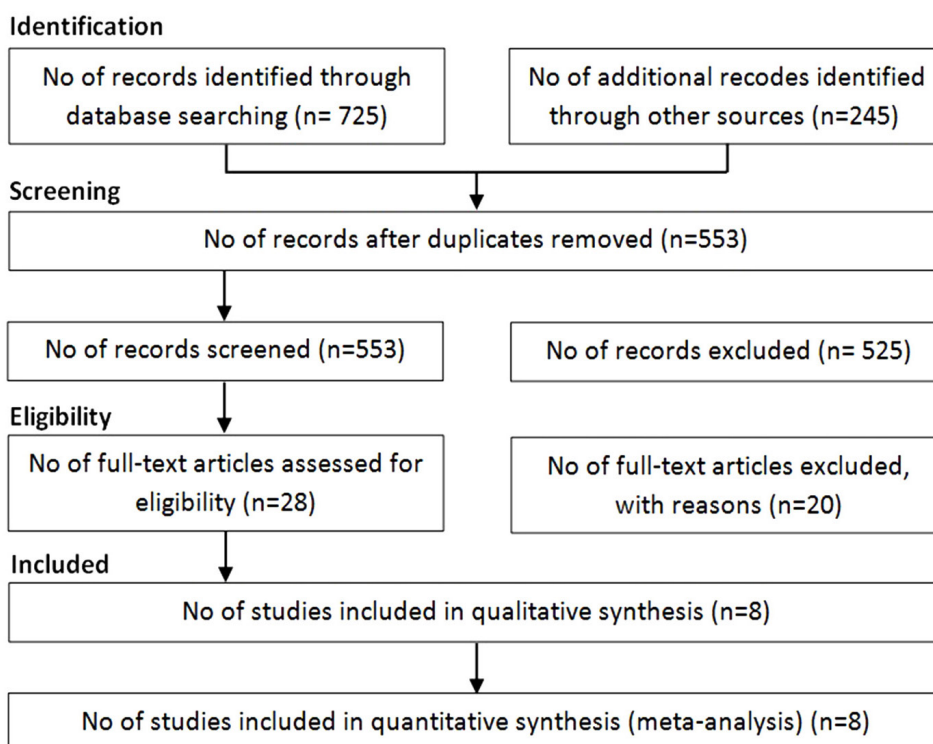 Identification
No of records identified through
database searching (n= 725)
No of additional recodes identified
through other sources (n=245)
Screening
No of records after duplicates removed (n=553)
No of records screened (n=553)
No of records excluded (n= 525)
Eligibility
No of full-text articles assessed for
eligibility (n=28)
No of full-text articles excluded,
with reasons (n=20)
Included
No of studies included in qualitative synthesis (n=8)
No of studies included in quantitative synthesis (meta-analysis) (n=8)